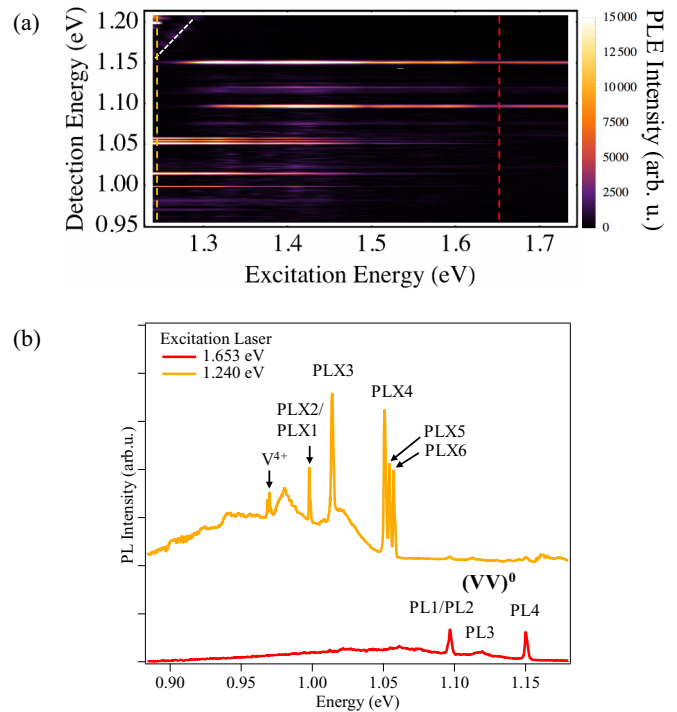 (a)
Detection Energy (eV)
1.20
1.15
1.10
1.05
1.00
0.95
1.3
1.4
1.5
1.6
1.7
Excitation Energy (eV)
15000
12500
10000
7500
5000
2500
0
PLE Intensity (arb. u.)
(b)
Excitation Laser
1.653 eV
1.240 eV
PLX3
PLX4
PLX2/
PLX1
PLX5
PLX6
V⁴⁺
PL Intensity (arb.u.)
(VV)⁰
PL1/PL2
PL4
PL3
0.90
0.95
1.00
1.05
1.10
1.15
Energy (eV)